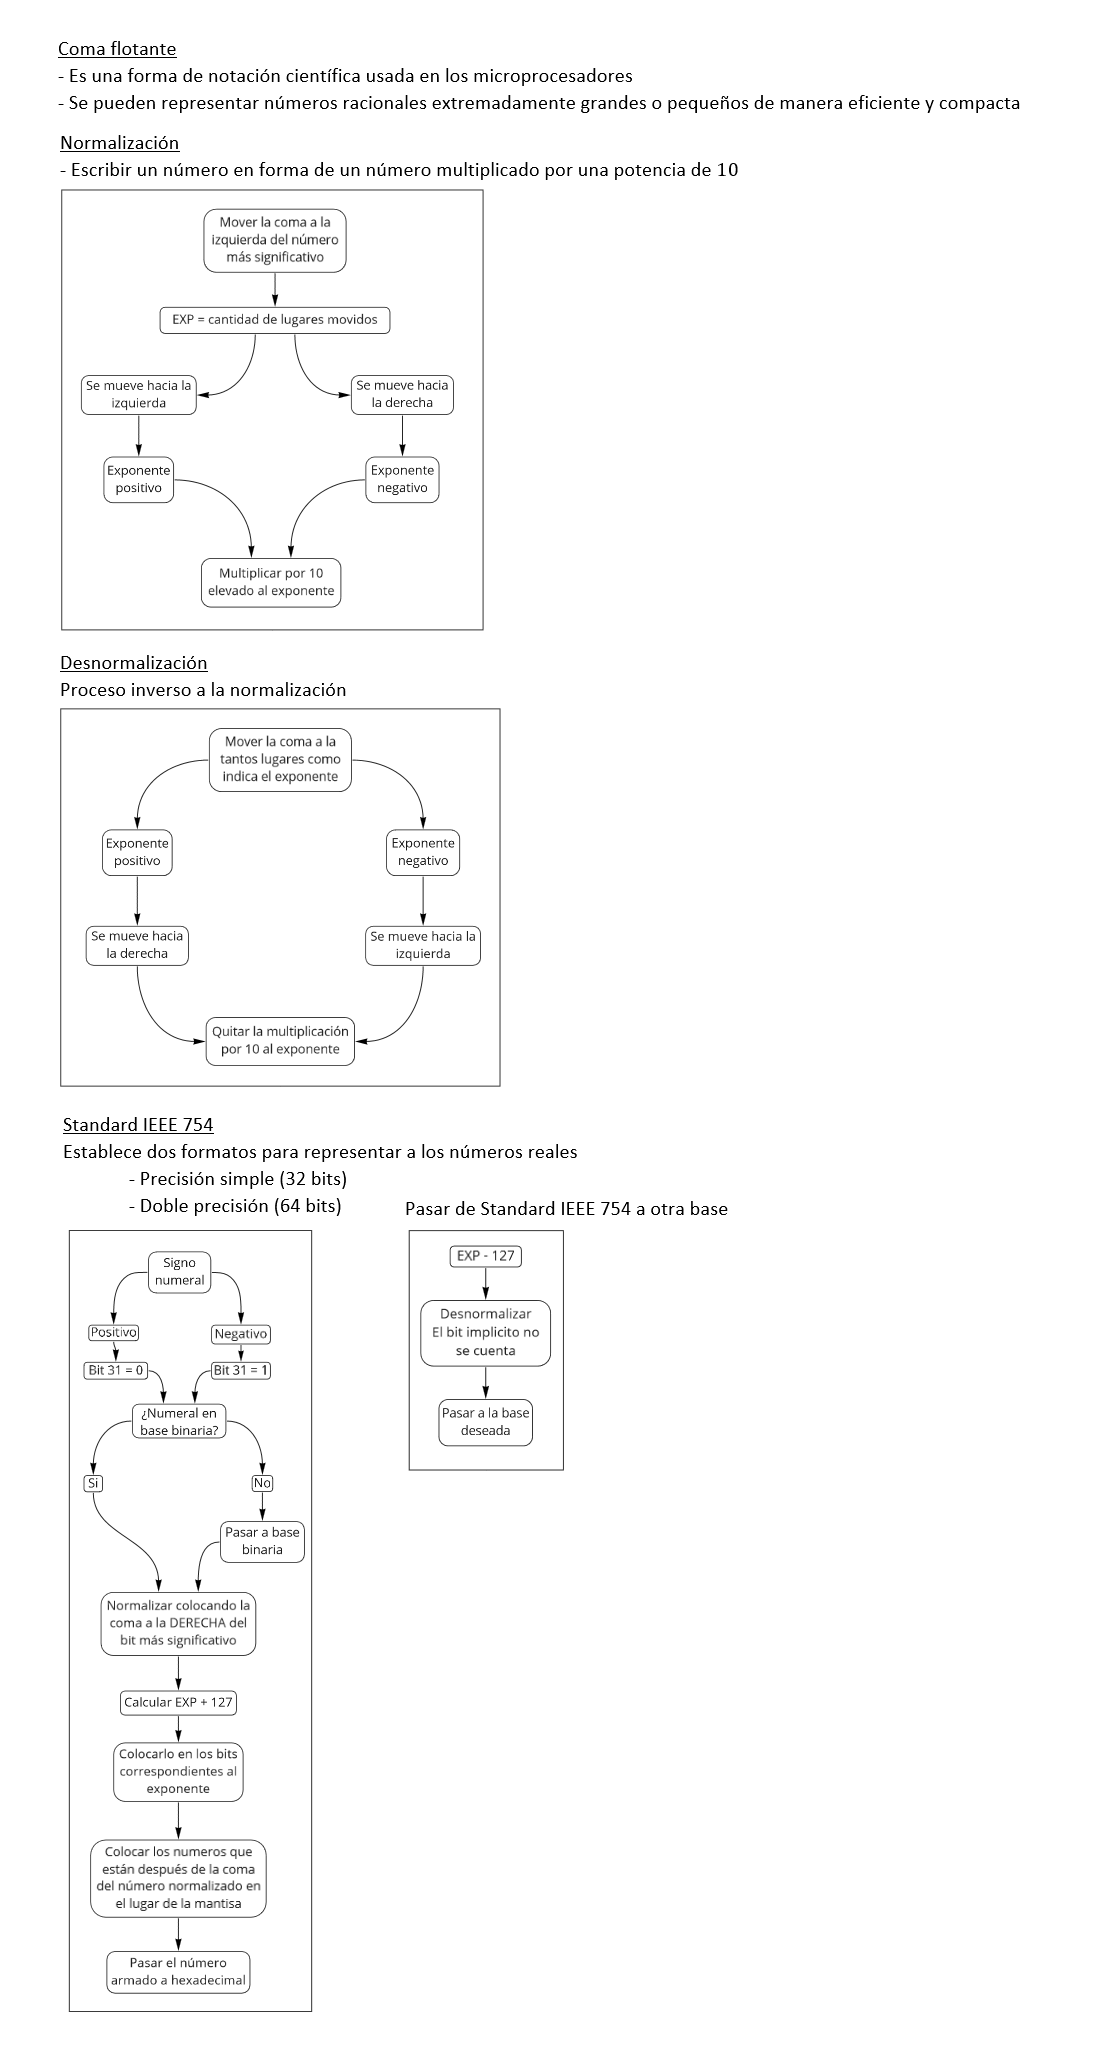 Coma flotante
- Es una forma de notación científica usada en los microprocesadores
- Se pueden representar números racionales extremadamente grandes o pequeños de manera eficiente y compacta
Normalización
- Escribir un número en forma de un número multiplicado por una potencia de 10
Mover la coma a la
izquierda del número
más significativo
EXP = cantidad de lugares movidos
Se mueve hacia la
izquierda
Se mueve hacia
la derecha
Exponente
positivo
Exponente
negativo
Multiplicar por 10
elevado al exponente
Desnormalización
Proceso inverso a la normalización
Mover la coma a la
tantos lugares como
indica el exponente
Exponente
positivo
Exponente
negativo
Se mueve hacia
la derecha
Se mueve hacia la
izquierda
Quitar la multiplicación
por 10 al exponente
Standard IEEE 754
Establece dos formatos para representar a los números reales
- Precisión simple (32 bits)
- Doble precisión (64 bits)
Signo
numeral
Positivo
Negativo
Bit 31 = 0
Bit 31 = 1
¿Numeral en
base binaria?
Si
No
Pasar a base
binaria
Normalizar colocando la
coma a la DERECHA del
bit más significativo
Calcular EXP + 127
Colocarlo en los bits
correspondientes al
exponente
Colocar los numeros que
están después de la coma
del número normalizado en
el lugar de la mantisa
Pasar el número
armado a hexadecimal
Pasar de Standard IEEE 754 a otra base
EXP - 127
Desnormalizar
El bit implicito no
se cuenta
Pasar a la base
deseada